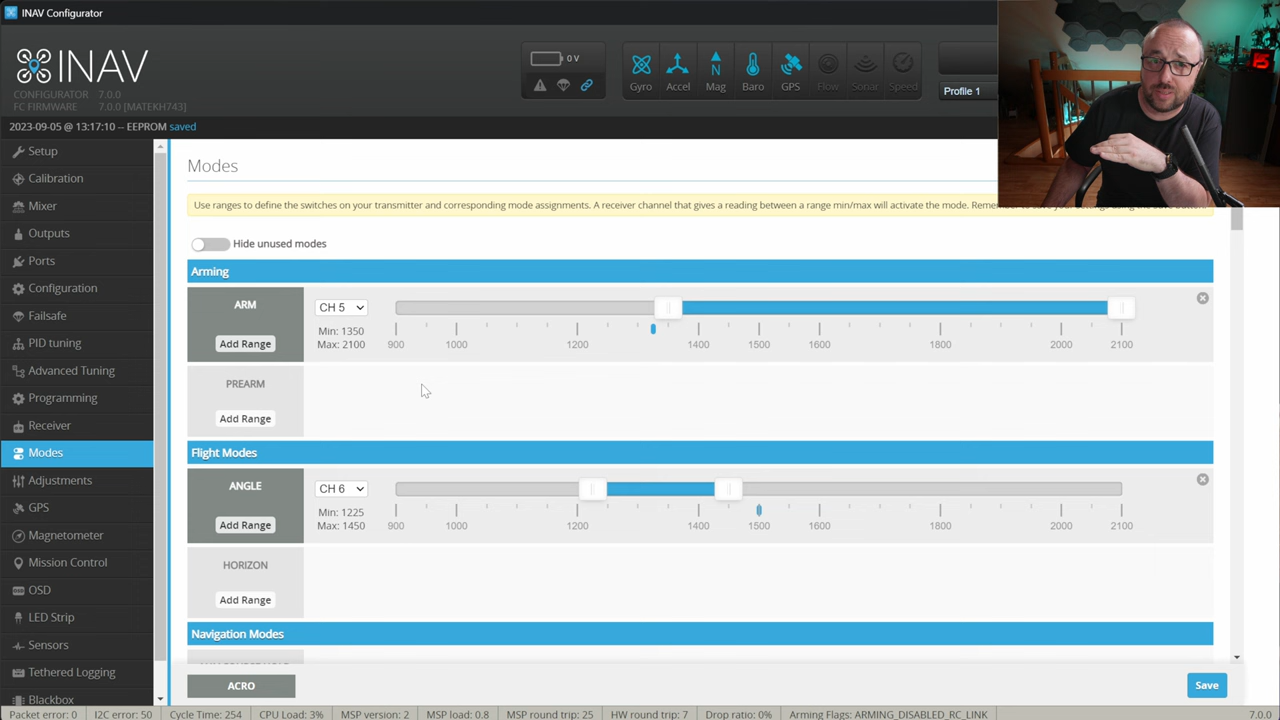 INAV Configurator
INAV
CONFIGURATOR 7.0.0
FC FIRMWARE 7.0.0 [MATEKH743]
0 V
Gyro Accel Mag Baro GPS Flow Sonar Speed
Profile 1
2023-09-05 @ 13:17:10 -- EEPROM saved
Setup
Calibration
Mixer
Outputs
Ports
Configuration
Failsafe
PID tuning
Advanced Tuning
Programming
Receiver
Modes
Adjustments
GPS
Magnetometer
Mission Control
OSD
LED Strip
Sensors
Tethered Logging
Blackbox
Modes
Use ranges to define the switches on your transmitter and corresponding mode assignments. A receiver channel that gives a reading between a range min/max will activate the mode.
Hide unused modes
Arming
ARM
Add Range
CH 5
Min: 1350
Max: 2100
900 1000 1200 1400 1500 1600 1800 2000 2100
PREARM
Add Range
Flight Modes
ANGLE
Add Range
CH 6
Min: 1225
Max: 1450
900 1000 1200 1400 1500 1600 1800 2000 2100
HORIZON
Add Range
Navigation Modes
ACRO
Save
Packet error: 0 I2C error: 50 Cycle Time: 254 CPU Load: 3% MSP version: 2 MSP load: 0.8 MSP round trip: 25 HW round trip: 7 Drop ratio: 0% Arming Flags: ARMING_DISABLED_RC_LINK 7.0.0